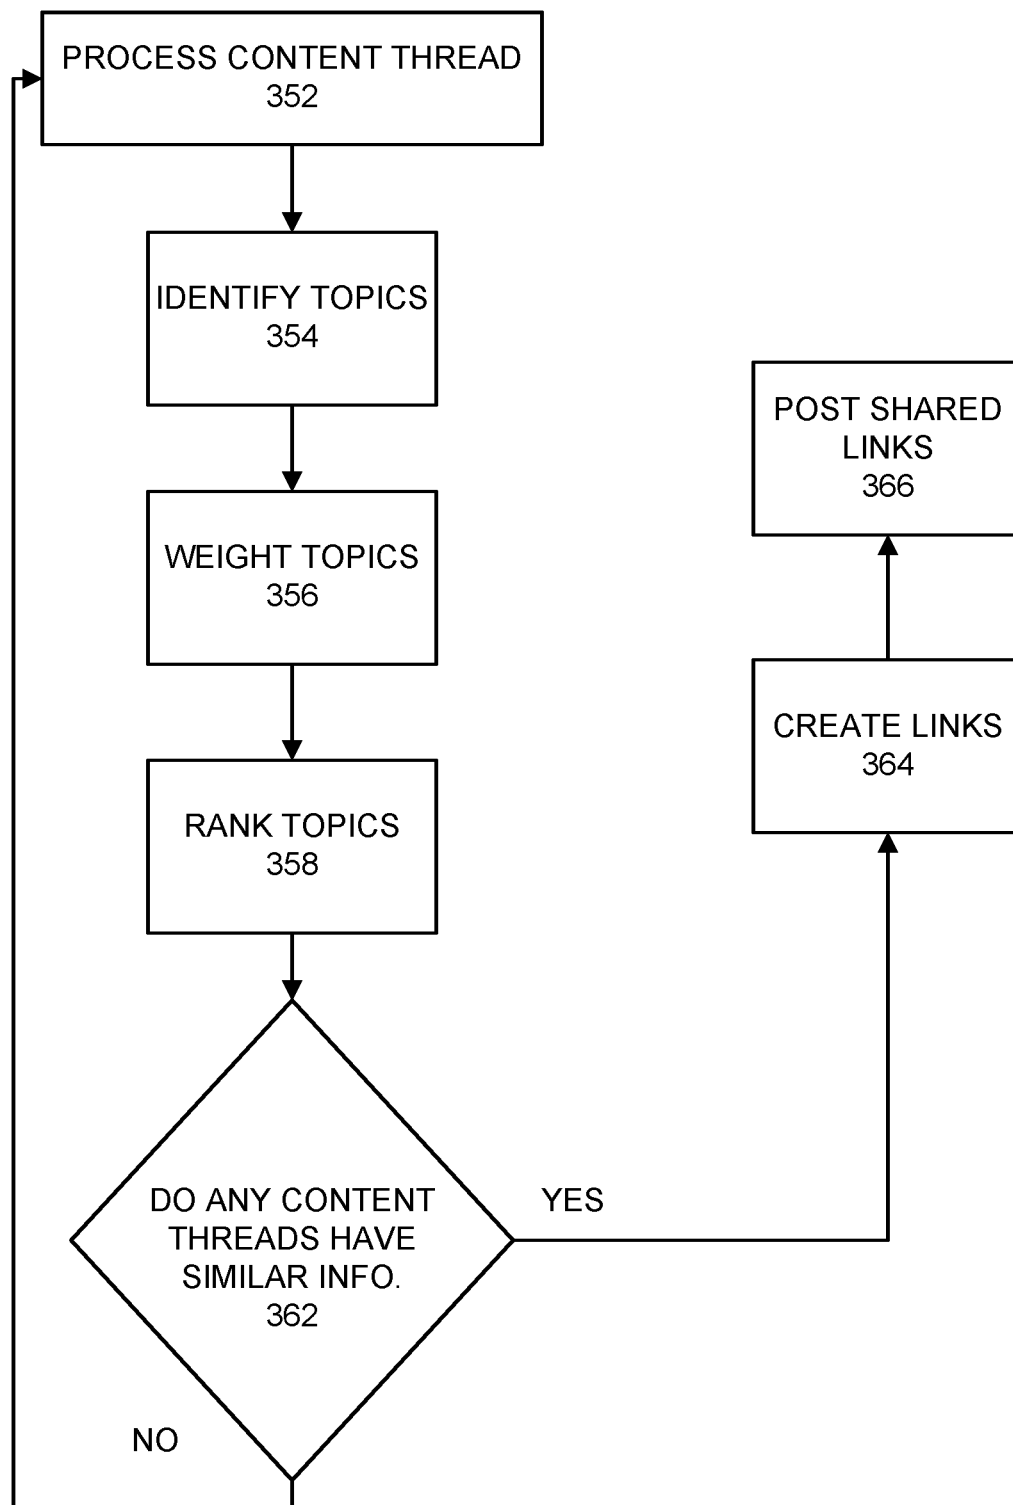 PROCESS CONTENT THREAD
352
IDENTIFY TOPICS
354
WEIGHT TOPICS
356
RANK TOPICS
358
DO ANY CONTENT
THREADS HAVE
SIMILAR INFO.
362
YES
NO
POST SHARED
LINKS
366
CREATE LINKS
364